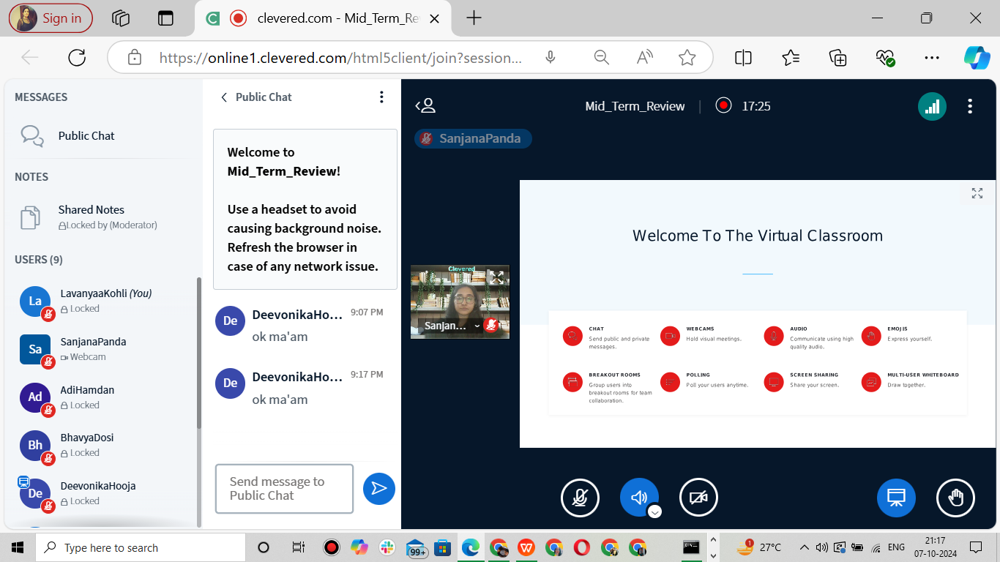 Sign in
clevered.com - Mid_Term_Re
https://online1.clevered.com/html5client/join?session...
MESSAGES
Public Chat
NOTES
Shared Notes
Locked by (Moderator)
USERS (9)
La
LavanyaaKohli (You)
Locked
Sa
SanjanaPanda
Webcam
Ad
AdiHamdan
Locked
Bh
BhavyaDosi
Locked
De
DeevonikaHooja
Locked
Public Chat
Welcome to
Mid_Term_Review!
Use a headset to avoid
causing background noise.
Refresh the browser in
case of any network issue.
De
DeevonikaHo... 9:07 PM
ok ma'am
De
DeevonikaHo... 9:17 PM
ok ma'am
Send message to
Public Chat
Mid_Term_Review
17:25
SanjanaPanda
Clevered
Sanjan...
Welcome To The Virtual Classroom
CHAT
Send public and private
messages.
WEBCAMS
Hold visual meetings.
AUDIO
Communicate using high
quality audio.
EMOJIS
Express yourself.
BREAKOUT ROOMS
Group users into
breakout rooms for team
collaboration.
POLLING
Poll your users anytime.
SCREEN SHARING
Share your screen.
MULTI-USER WHITEBOARD
Draw together.
Type here to search
99+
1
27°C
ENG
21:17
07-10-2024